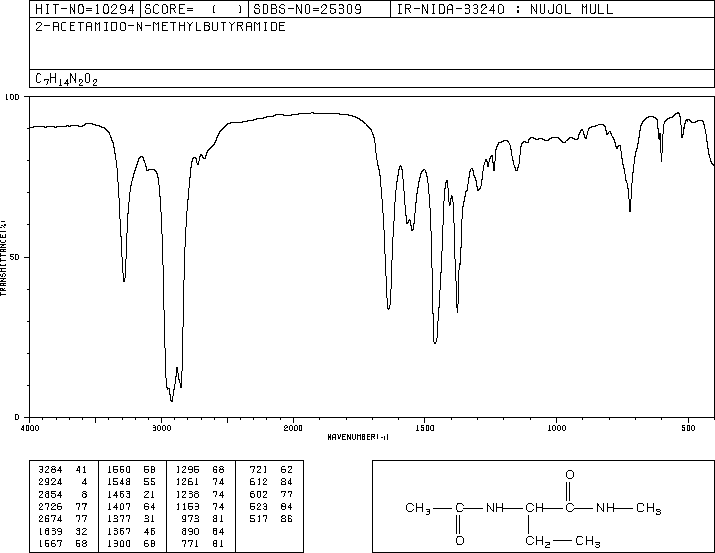 HIT-NO=10294 SCORE= ( ) SDBS-NO=25309 IR-NIDA-33240 : NUJOL MULL
2-ACETAMIDO-N-METHYLBUTYRAMIDE
C7H14N2O2
100
50
0
TRANSMITTANCE(%)
4000 3000 2000 1500 1000 500
WAVENUMBER(-1)
3284 41 1560 58 1296 68 721 62
2924 4 1548 55 1261 74 612 84
2854 8 1463 21 1238 74 602 77
2726 77 1407 64 1153 74 523 84
2674 77 1377 31 973 81 517 86
1639 32 1367 46 890 84
1567 58 1300 68 771 81
O
CH3 C NH CH C NH CH3
O CH2 CH3